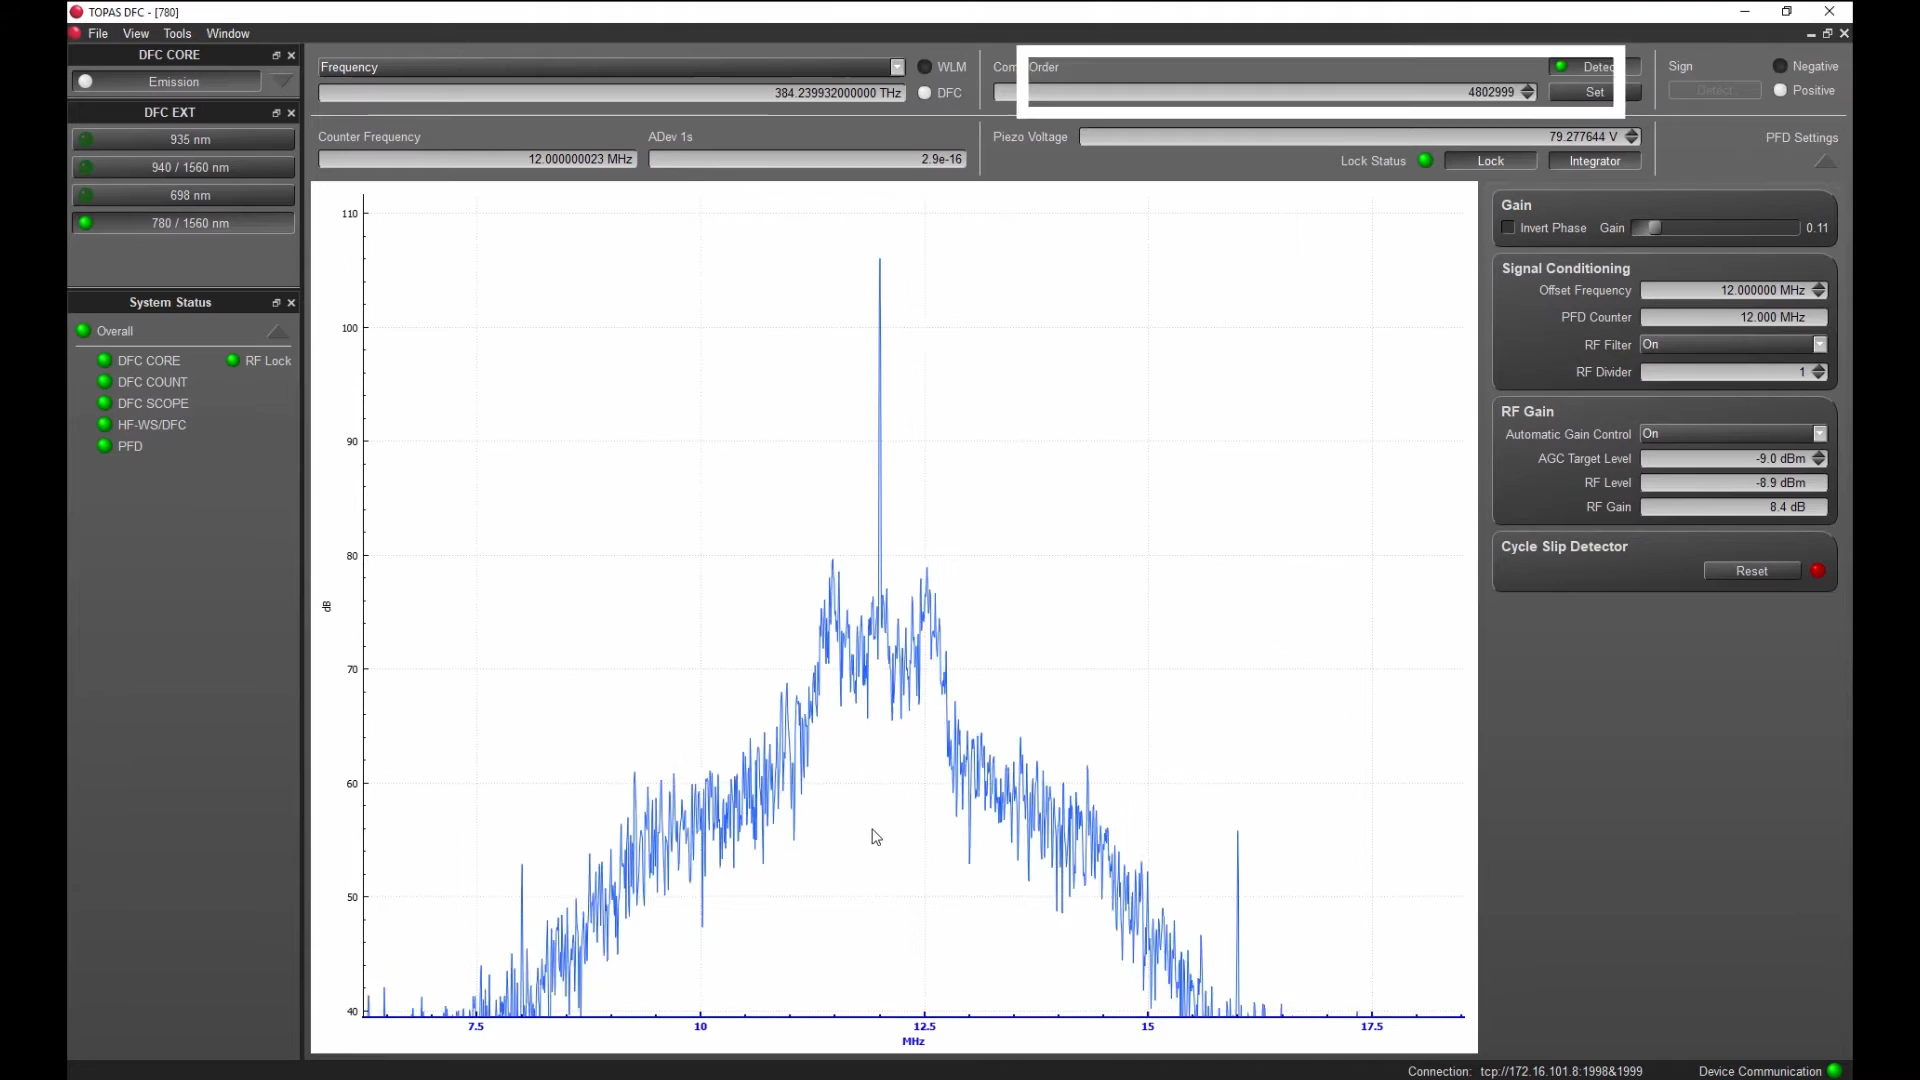 TOPAS DFC - [780]
File View Tools Window
DFC CORE
Emission
DFC EXT
935 nm
940 / 1560 nm
698 nm
780 / 1560 nm
System Status
Overall
DFC CORE RF Lock
DFC COUNT
DFC SCOPE
HF-WS/DFC
PFD
Frequency
WLM
384.239932000000 THz
DFC
Order
4802999
Set
Sign
Negative
Detect
Positive
Counter Frequency
12.000000023 MHz
ADev 1s
2.9e-16
Piezo Voltage
79.277644 V
Lock Status
Lock
Integrator
PFD Settings
Gain
Invert Phase Gain 0.11
Signal Conditioning
Offset Frequency 12.000000 MHz
PFD Counter 12.000 MHz
RF Filter On
RF Divider 1
RF Gain
Automatic Gain Control On
AGC Target Level -9.0 dBm
RF Level -8.9 dBm
RF Gain 8.4 dB
Cycle Slip Detector
Reset
110
100
90
80
70
60
50
40
dB
7.5 10 12.5 15 17.5
MHz
Connection: tcp://172.16.101.8:1998&1999 Device Communication